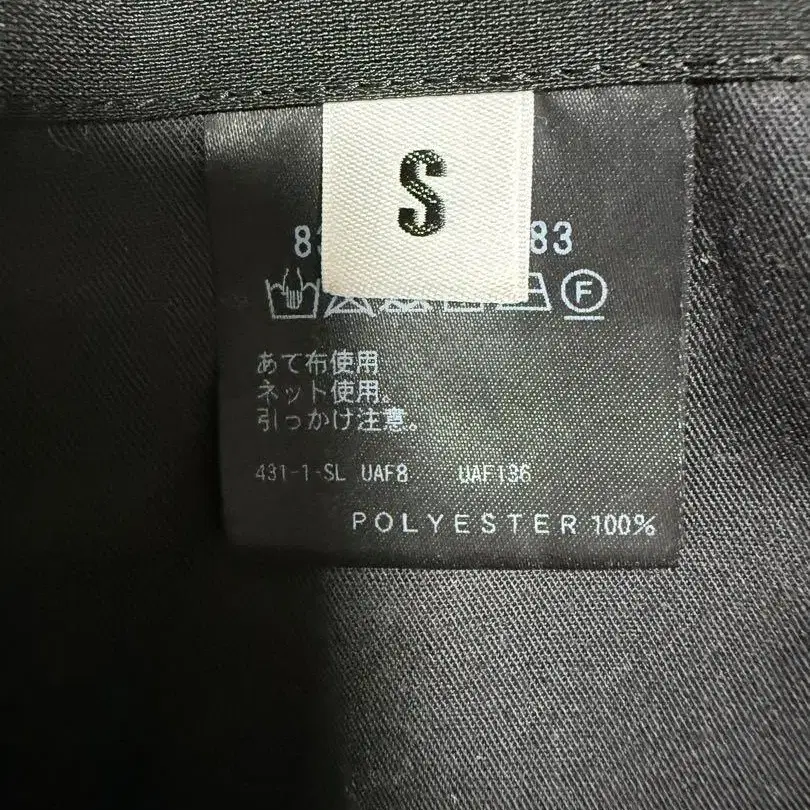 S
83
F
あて布使用
ネット使用。
引っかけ注意。
431-1-SL UAF8 UAF136
POLYESTER 100%